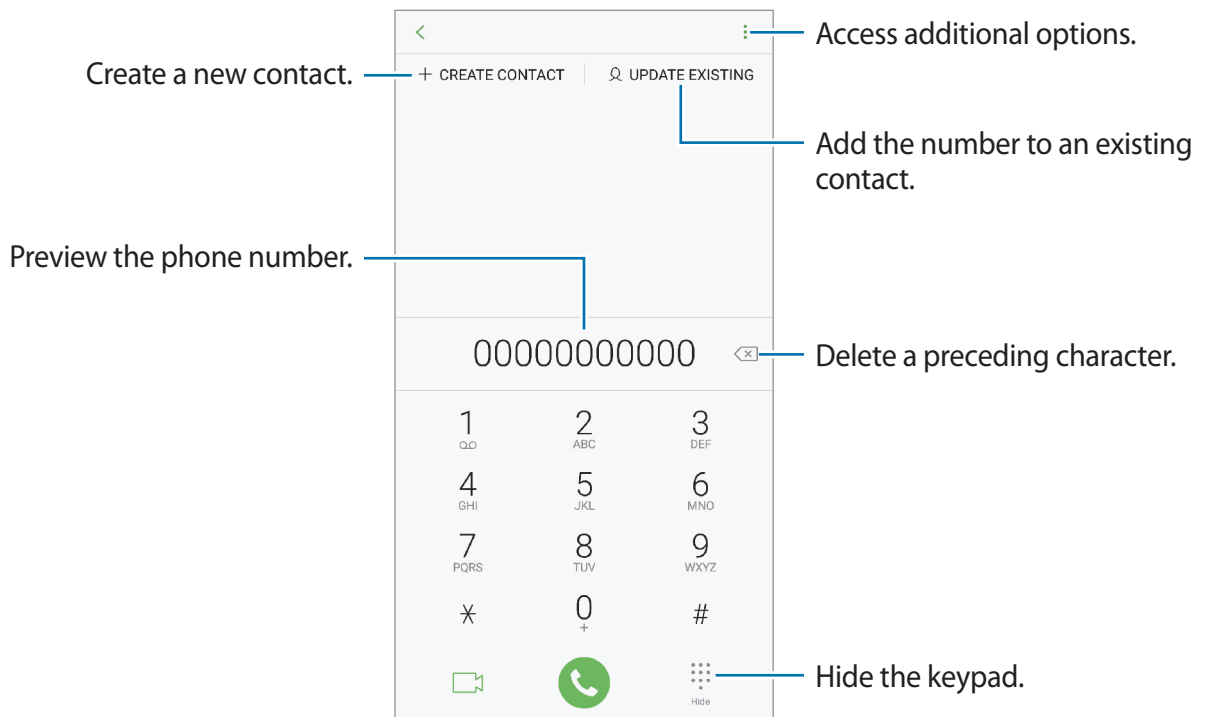 Access additional options.
Create a new contact.
+ CREATE CONTACT
UPDATE EXISTING
Add the number to an existing
contact.
Preview the phone number.
00000000000
Delete a preceding character.
1 2 3
ABC DEF
4 5 6
GHI JKL MNO
7 8 9
PQRS TUV WXYZ
* 0 #
+
Hide the keypad.
Hide